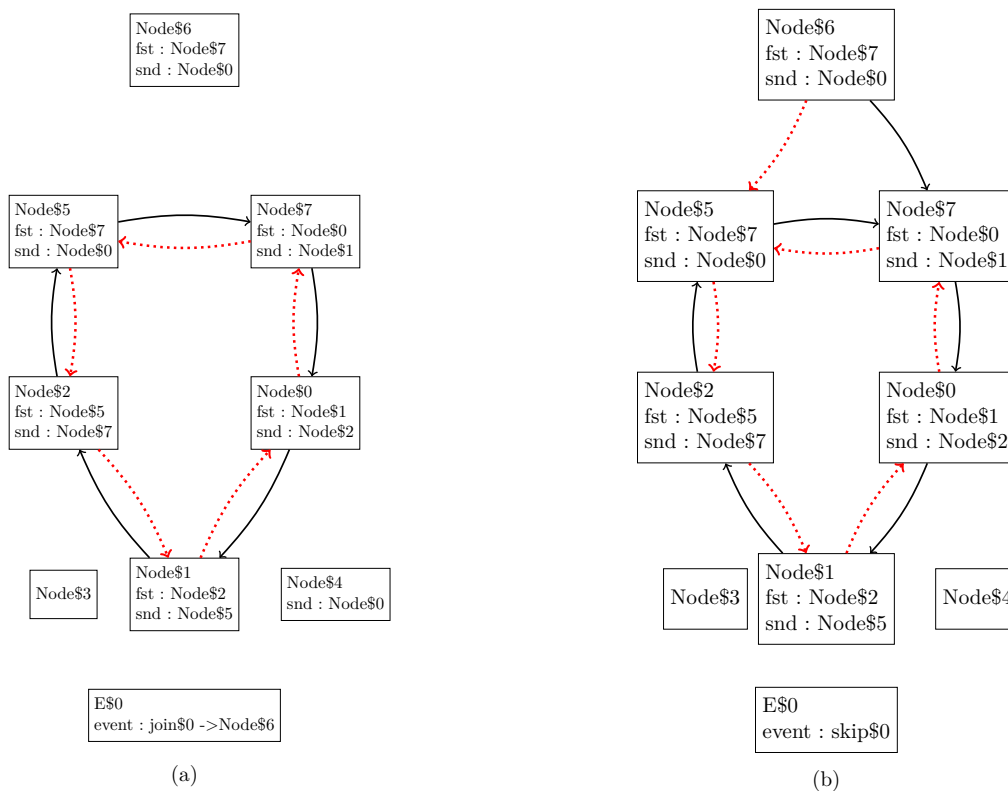 Node$6
fst : Node$7
snd : Node$0
Node$5
fst : Node$7
snd : Node$0
Node$7
fst : Node$0
snd : Node$1
Node$2
fst : Node$5
snd : Node$7
Node$0
fst : Node$1
snd : Node$2
Node$3
Node$1
fst : Node$2
snd : Node$5
Node$4
snd : Node$0
E$0
event : join$0 ->Node$6
(a)
Node$6
fst : Node$7
snd : Node$0
Node$5
fst : Node$7
snd : Node$0
Node$7
fst : Node$0
snd : Node$1
Node$2
fst : Node$5
snd : Node$7
Node$0
fst : Node$1
snd : Node$2
Node$3
Node$1
fst : Node$2
snd : Node$5
Node$4
E$0
event : skip$0
(b)